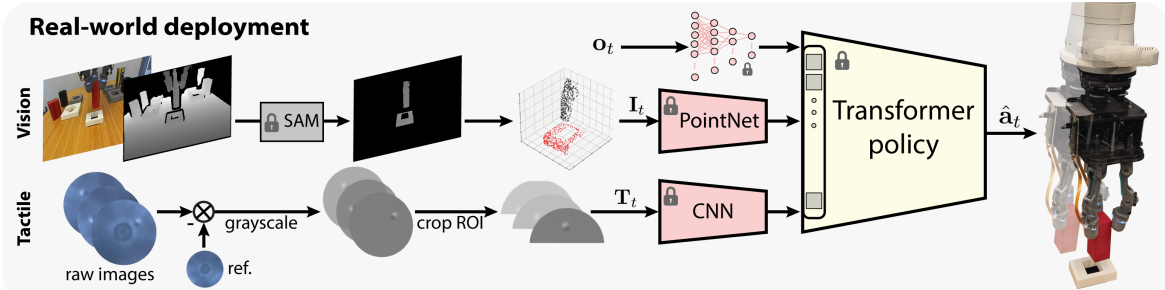 Real-world deployment
Vision
SAM
o_t
I_t
PointNet
Transformer
policy
â_t
Tactile
raw images
-
ref.
grayscale
crop ROI
T_t
CNN